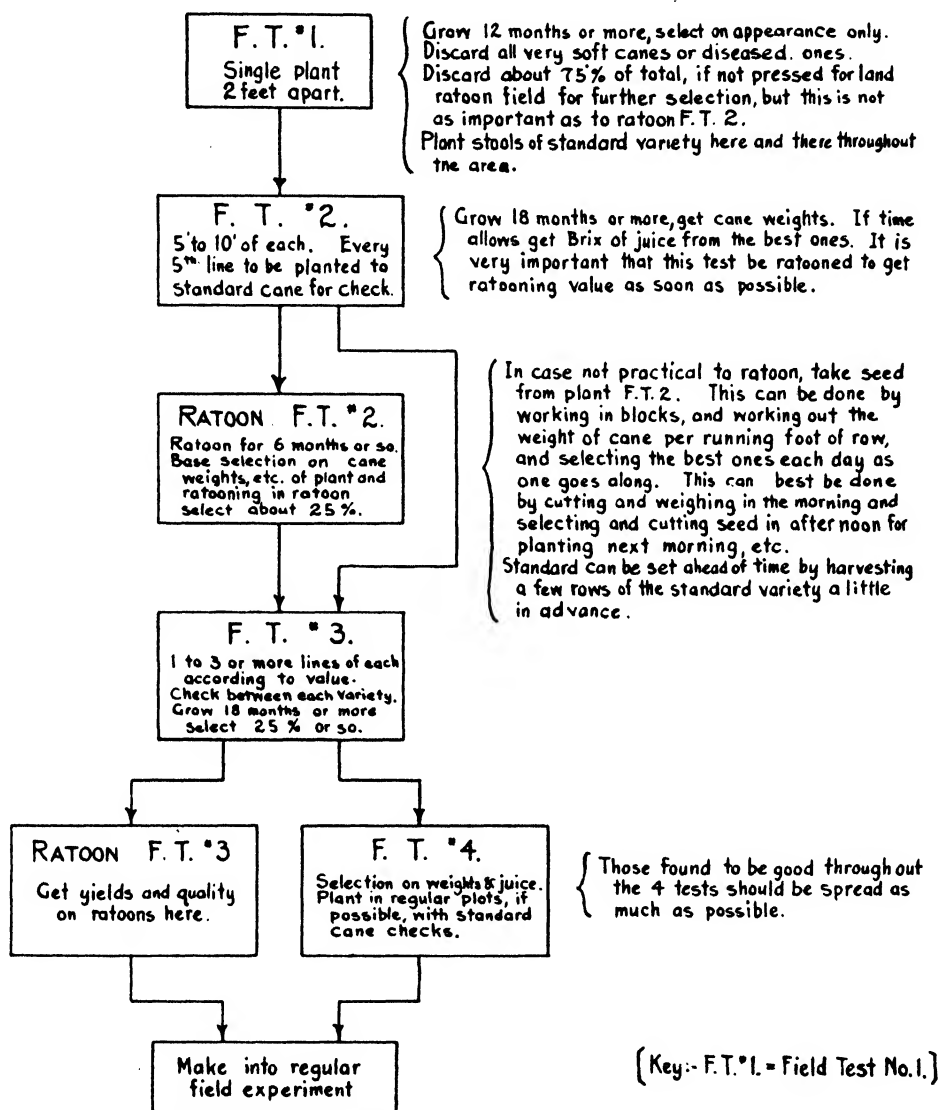 F. T. #1.
Single plant
2 feet apart.
Grow 12 months or more, select on appearance only.
Discard all very soft canes or diseased. ones.
Discard about 75% of total, if not pressed for land
ratoon field for further selection, but this is not
as important as to ratoon F.T. 2.
Plant stools of standard variety here and there throughout
the area.
F. T. #2.
5' to 10' of each. Every
5th line to be planted to
standard cane for check.
Grow 18 months or more, get cane weights. If time
allows get Brix of juice from the best ones. It is
very important that this test be ratooned to get
ratooning value as soon as possible.
RATOON F.T. #2.
Ratoon for 6 months or so.
Base selection on cane
weights, etc. of plant and
ratooning in ratoon
select about 25%.
In case not practical to ratoon, take seed
from plant F.T. 2. This can be done by
working in blocks, and working out the
weight of cane per running foot of row,
and selecting the best ones each day as
one goes along. This can best be done
by cutting and weighing in the morning and
selecting and cutting seed in after noon for
planting next morning, etc.
Standard can be set ahead of time by harvesting
a few rows of the standard variety a little
in advance.
F. T. #3.
1 to 3 or more lines of each
according to value.
Check between each variety.
Grow 18 months or more
select 25% or so.
RATOON F.T. #3
Get yields and quality
on ratoons here.
F. T. #4.
Selection on weights & juice.
Plant in regular plots, if
possible, with standard
cane checks.
Those found to be good throughout
the 4 tests should be spread as
much as possible.
Make into regular
field experiment
[Key:- F.T. #1. = Field Test No. 1.]